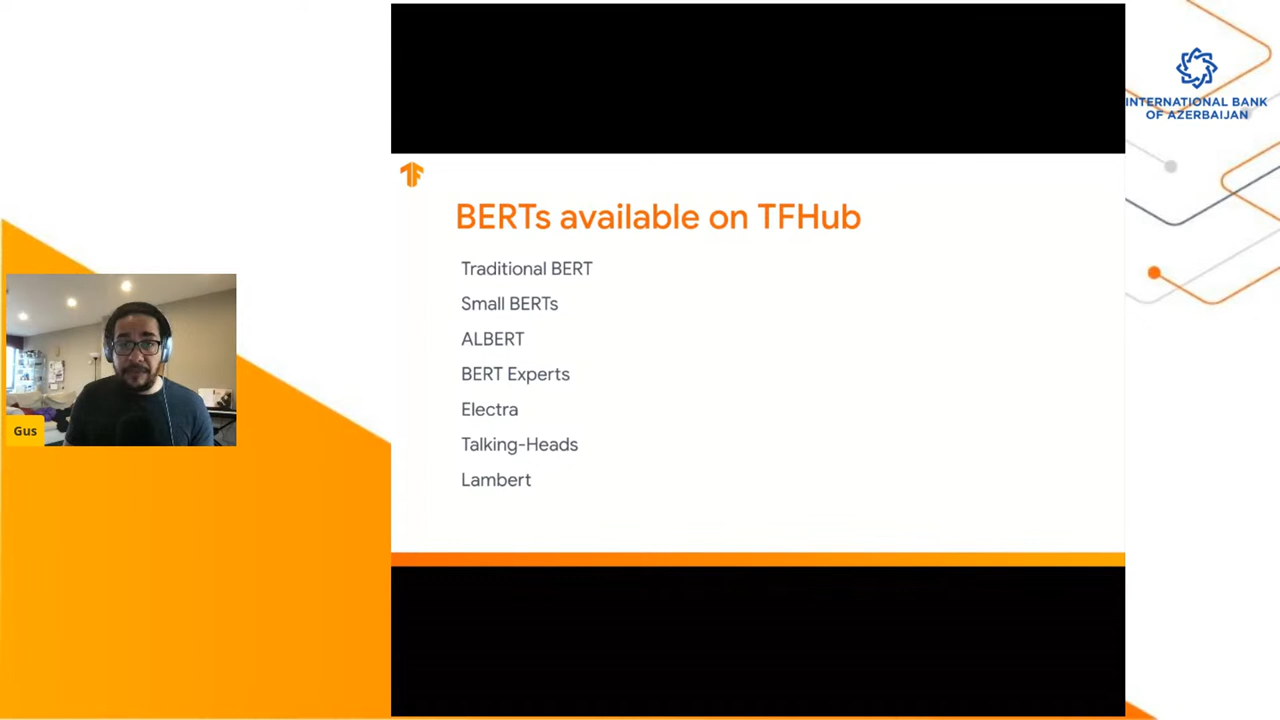 INTERNATIONAL BANK
OF AZERBAIJAN
BERTs available on TFHub
Traditional BERT
Small BERTs
ALBERT
BERT Experts
Electra
Talking-Heads
Lambert
Gus